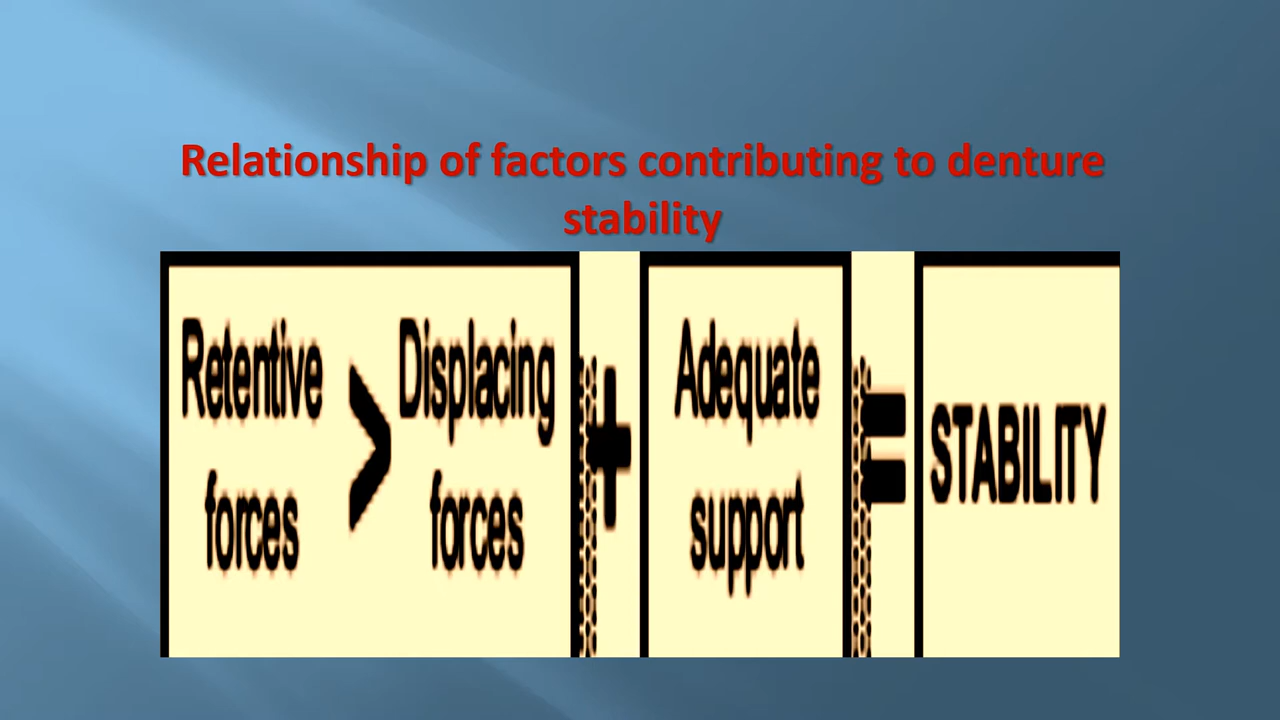 Relationship of factors contributing to denture
stability
Retentive > Displacing + Adequate = STABILITY
forces forces support